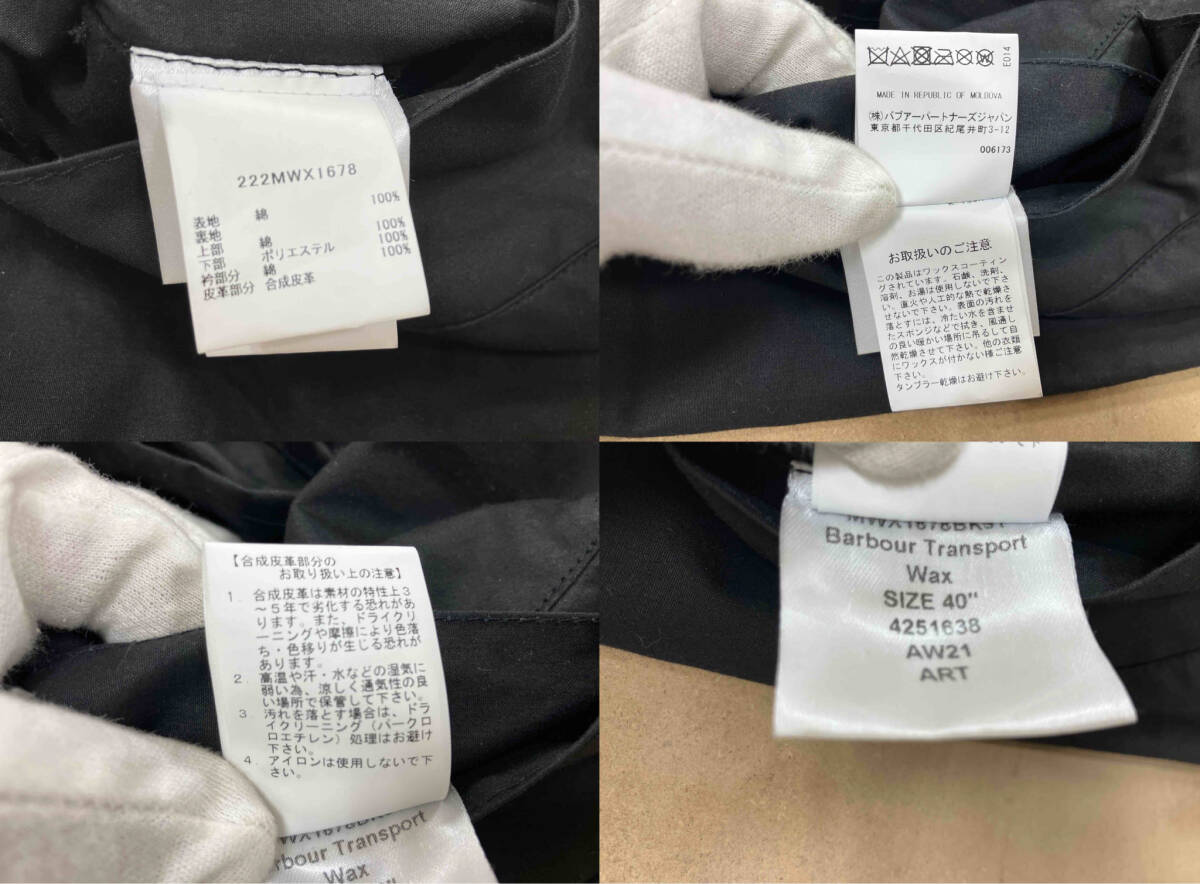 222MWX1678
100%
表地 綿
裏地
上部 綿 100%
下部 ポリエステル 100%
衿部分 綿 100%
皮革部分 合成皮革
E014
MADE IN REPUBLIC OF MOLDOVA
(株)バブアーパートナーズジャパン
東京都千代田区紀尾井町3-12
006173
お取扱いのご注意
この製品はワックスコーティン
グされています。石鹸、洗剤、
溶剤、お湯は使用しないで下さ
い。直火や人工的な熱で乾燥さ
せないで下さい。表面の汚れを
落とすには、冷たい水を含ませ
たスポンジなどで拭き、風通し
の良い暖かい場所に吊るして自
然乾燥させて下さい。他の衣類
にワックスが付かない様ご注意
下さい。
タンブラー乾燥はお避け下さい。
【合成皮革部分の
お取り扱い上の注意】
1. 合成皮革は素材の特性上3
～5年で劣化する恐れがあ
ります。また、ドライクリ
ーニングや摩擦により色落
ち・色移りが生じる恐れが
あります。
2. 高温や汗・水などの湿気に
弱い為、涼しく通気性の良
い場所で保管して下さい。
3. 汚れを落とす場合は、ドラ
イクリーニング(パークロ
ロエチレン)処理はお避け
下さい。
4. アイロンは使用しないで下
さい。
Barbour Transport
Wax
40"
MWX1678BK91
Barbour Transport
Wax
SIZE 40"
4251638
AW21
ART